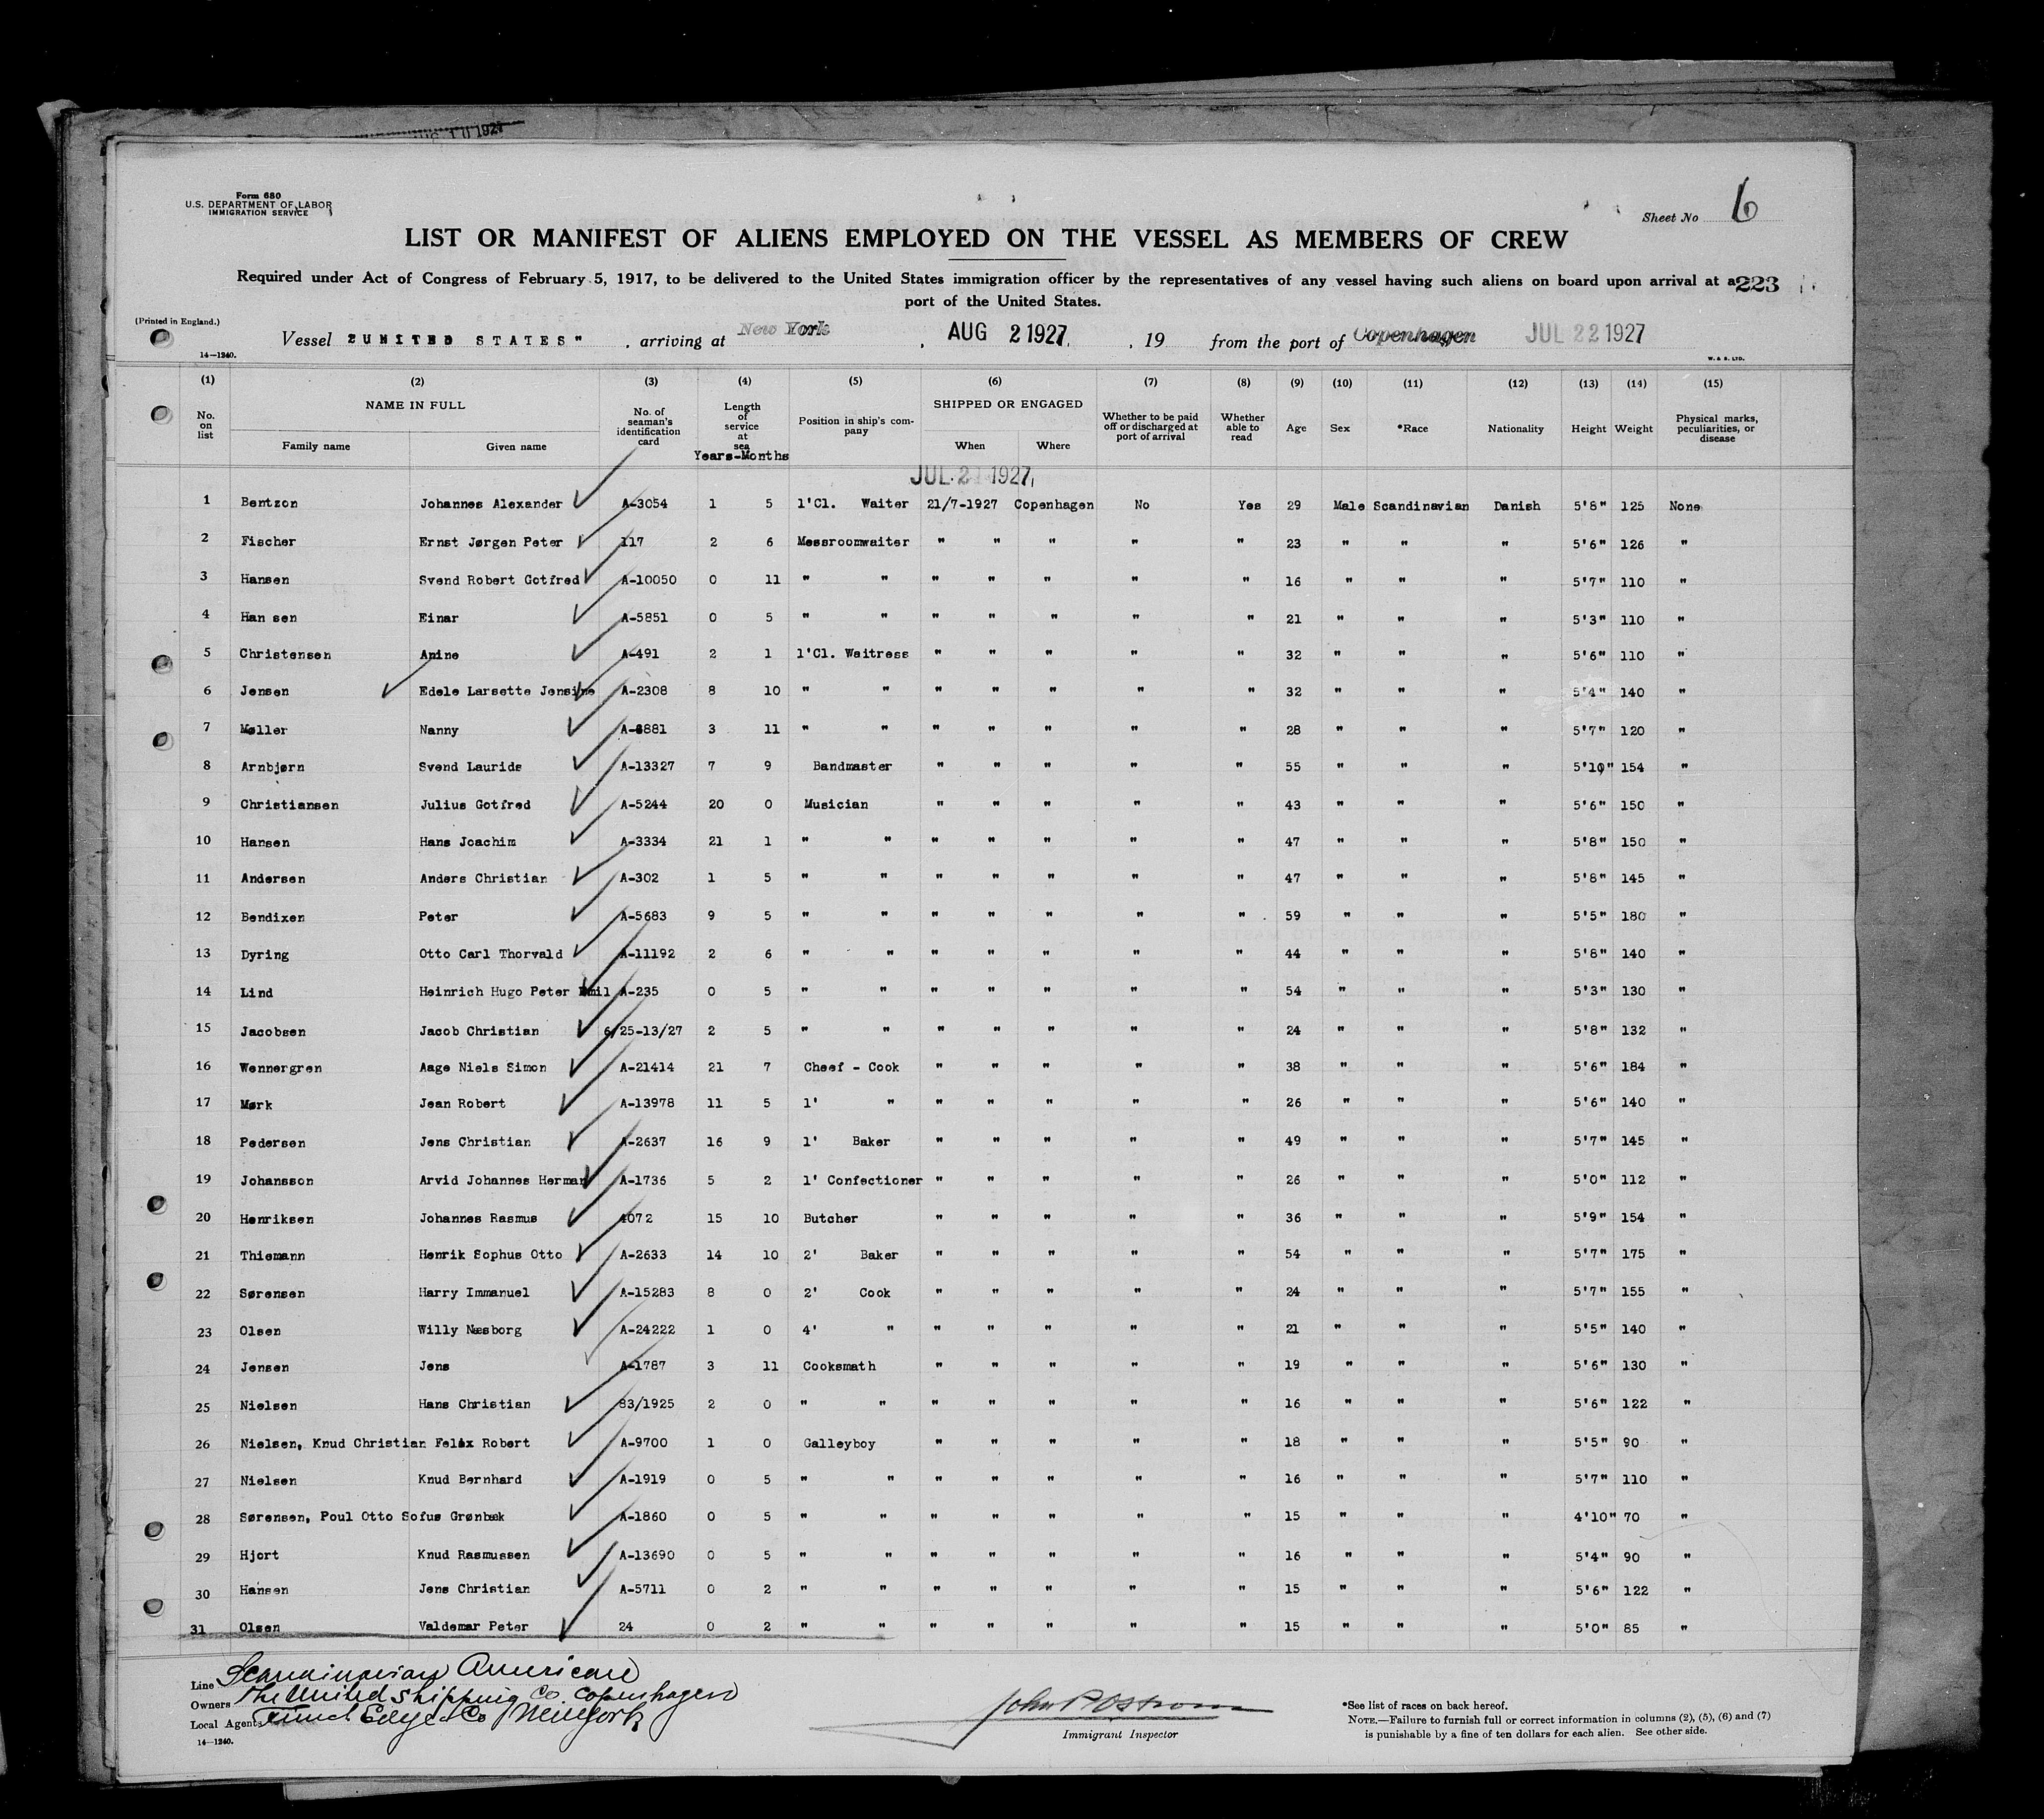 AUG 10 1927
Form 680
U.S. DEPARTMENT OF LABOR
IMMIGRATION SERVICE
Sheet No 6
LIST OR MANIFEST OF ALIENS EMPLOYED ON THE VESSEL AS MEMBERS OF CREW
Required under Act of Congress of February 5, 1917, to be delivered to the United States immigration officer by the representatives of any vessel having such aliens on board upon arrival at a 223
port of the United States.
(Printed in England.)
Vessel "UNITED STATES" , arriving at New York , AUG 2 1927, , 19 from the port of Copenhagen JUL 22 1927
14—1240.
W. & S. LTD.
(1) (2) (3) (4) (5) (6) (7) (8) (9) (10) (11) (12) (13) (14) (15)
No. on list NAME IN FULL Family name Given name No. of seaman's identification card Length of service at sea Years-Months Position in ship's company SHIPPED OR ENGAGED When Where Whether to be paid off or discharged at port of arrival Whether able to read Age Sex *Race Nationality Height Weight Physical marks, peculiarities, or disease
JUL 21 1927
1 Bentzon Johannes Alexander A-3054 1 5 1'Cl. Waiter 21/7-1927 Copenhagen No Yes 29 Male Scandinavian Danish 5'8" 125 None
2 Fischer Ernst Jørgen Peter 117 2 6 Messroomwaiter " " " " " 23 " " " 5'6" 126 "
3 Hansen Svend Robert Gotfred A-10050 0 11 " " " " " " " 16 " " " 5'7" 110 "
4 Han sen Einar A-5851 0 5 " " " " " " " 21 " " " 5'3" 110 "
5 Christensen Anine A-491 2 1 1'Cl. Waitress " " " " " 32 " " " 5'6" 110 "
6 Jensen Edele Larsette Jensine A-2308 8 10 " " " " " " " 32 " " " 5'4" 140 "
7 Møller Nanny A-8881 3 11 " " " " " " " 28 " " " 5'7" 120 "
8 Arnbjørn Svend Laurids A-13327 7 9 Bandmaster " " " " " 55 " " " 5'10" 154 "
9 Christiansen Julius Gotfred A-5244 20 0 Musician " " " " " 43 " " " 5'6" 150 "
10 Hansen Hans Joachim A-3334 21 1 " " " " " " " 47 " " " 5'8" 150 "
11 Andersen Anders Christian A-302 1 5 " " " " " " " 47 " " " 5'8" 145 "
12 Bendixen Peter A-5683 9 5 " " " " " " " 59 " " " 5'5" 180 "
13 Dyring Otto Carl Thorvald A-11192 2 6 " " " " " " " 44 " " " 5'8" 140 "
14 Lind Heinrich Hugo Peter Emil A-235 0 5 " " " " " " " 54 " " " 5'3" 130 "
15 Jacobsen Jacob Christian 6/25-13/27 2 5 " " " " " " " 24 " " " 5'8" 132 "
16 Wennergren Aage Niels Simon A-21414 21 7 Cheef - Cook " " " " " 38 " " " 5'6" 184 "
17 Mørk Jean Robert A-13978 11 5 1' " " " " " " 26 " " " 5'6" 140 "
18 Pedersen Jens Christian A-2637 16 9 1' Baker " " " " " 49 " " " 5'7" 145 "
19 Johansson Arvid Johannes Herman A-1736 5 2 1' Confectioner " " " " " 26 " " " 5'0" 112 "
20 Henriksen Johannes Rasmus 4072 15 10 Butcher " " " " " 36 " " " 5'9" 154 "
21 Thiemann Henrik Sophus Otto A-2633 14 10 2' Baker " " " " " 54 " " " 5'7" 175 "
22 Sørensen Harry Immanuel A-15283 8 0 2' Cook " " " " " 24 " " " 5'7" 155 "
23 Olsen Willy Næsborg A-24222 1 0 4' " " " " " " 21 " " " 5'5" 140 "
24 Jensen Jens A-1787 3 11 Cooksmath " " " " " 19 " " " 5'6" 130 "
25 Nielsen Hans Christian 83/1925 2 0 " " " " " " " 16 " " " 5'6" 122 "
26 Nielsen, Knud Christian Felix Robert A-9700 1 0 Galleyboy " " " " " 18 " " " 5'5" 90 "
27 Nielsen Knud Bernhard A-1919 0 5 " " " " " " " 16 " " " 5'7" 110 "
28 Sørensen, Poul Otto Sofus Grønbæk A-1860 0 5 " " " " " " " 15 " " " 4'10" 70 "
29 Hjort Knud Rasmussen A-13690 0 5 " " " " " " " 16 " " " 5'4" 90 "
30 Hansen Jens Christian A-5711 0 2 " " " " " " " 15 " " " 5'6" 122 "
31 Olsen Valdemar Peter 24 0 2 " " " " " " " 15 " " " 5'0" 85 "
Line Scandinavian American
Owners The United Shipping Co. Copenhagen
Local Agents Funch Edye & Co New York
14—1240.
John P Ostrom
Immigrant Inspector
*See list of races on back hereof.
NOTE.—Failure to furnish full or correct information in columns (2), (5), (6) and (7)
is punishable by a fine of ten dollars for each alien. See other side.